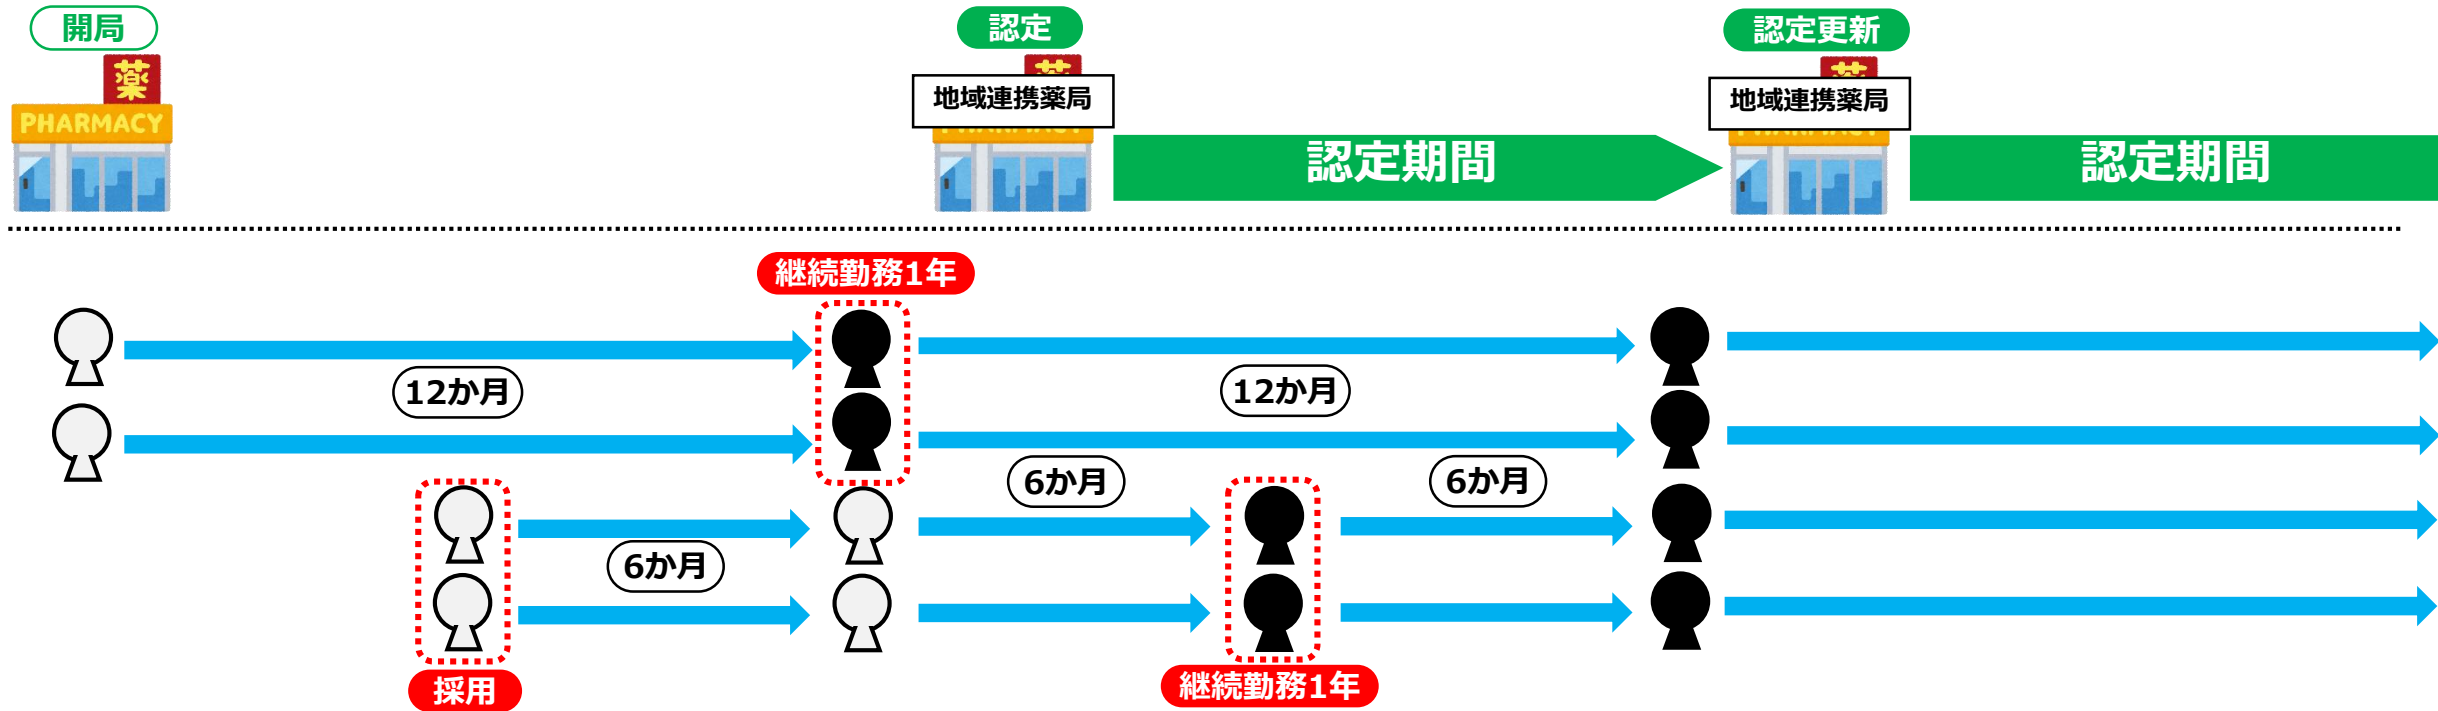 開局
認定
認定更新
薬
PHARMACY
地域連携薬局
地域連携薬局
認定期間
認定期間
継続勤務1年
12か月
12か月
6か月
6か月
6か月
採用
継続勤務1年